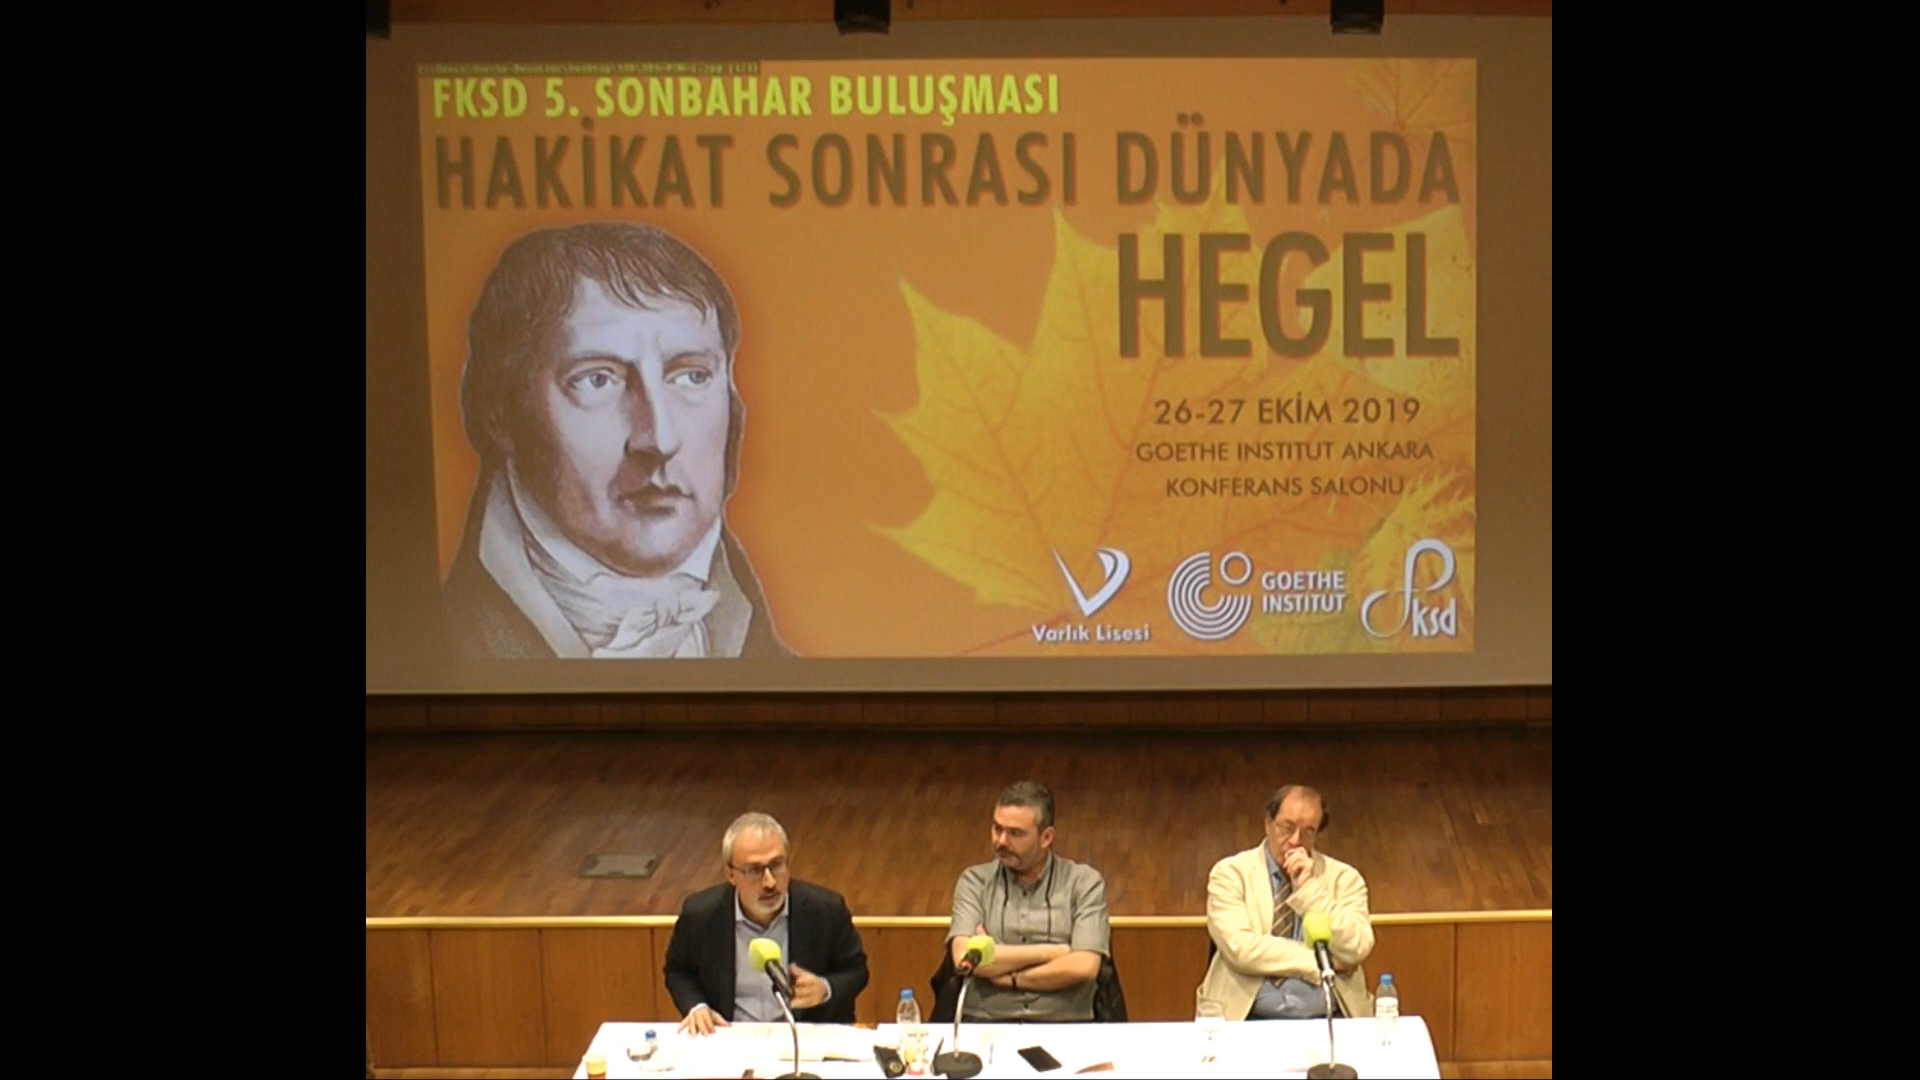 FKSD 5. SONBAHAR BULUŞMASI
HAKİKAT SONRASI DÜNYADA
HEGEL
26-27 EKİM 2019
GOETHE INSTITUT ANKARA
KONFERANS SALONU
Varlık Lisesi
GOETHE
INSTITUT
fksd